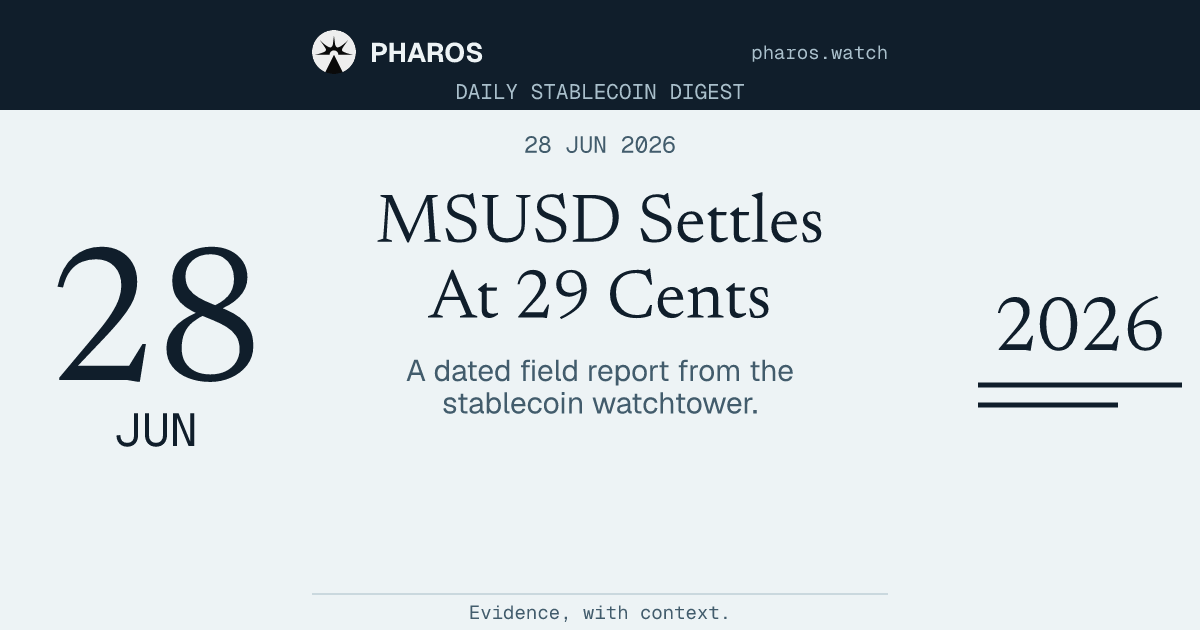 PHAROS
pharos.watch
DAILY STABLECOIN DIGEST
28 JUN 2026
MSUSD Settles
At 29 Cents
A dated field report from the
stablecoin watchtower.
28
JUN
2026
Evidence, with context.